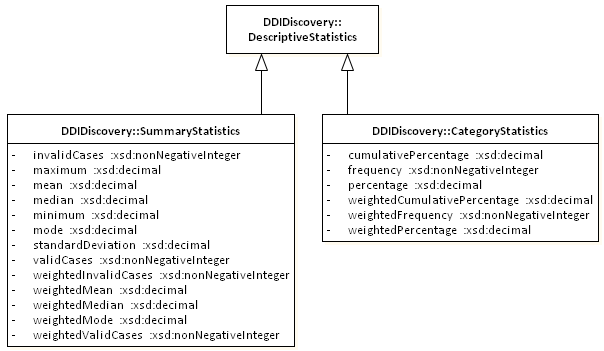 DDIDiscovery::
DescriptiveStatistics
DDIDiscovery::SummaryStatistics
- invalidCases :xsd:nonNegativeInteger
- maximum :xsd:decimal
- mean :xsd:decimal
- median :xsd:decimal
- minimum :xsd:decimal
- mode :xsd:decimal
- standardDeviation :xsd:decimal
- validCases :xsd:nonNegativeInteger
- weightedInvalidCases :xsd:nonNegativeInteger
- weightedMean :xsd:decimal
- weightedMedian :xsd:decimal
- weightedMode :xsd:decimal
- weightedValidCases :xsd:nonNegativeInteger
DDIDiscovery::CategoryStatistics
- cumulativePercentage :xsd:decimal
- frequency :xsd:nonNegativeInteger
- percentage :xsd:decimal
- weightedCumulativePercentage :xsd:decimal
- weightedFrequency :xsd:nonNegativeInteger
- weightedPercentage :xsd:decimal